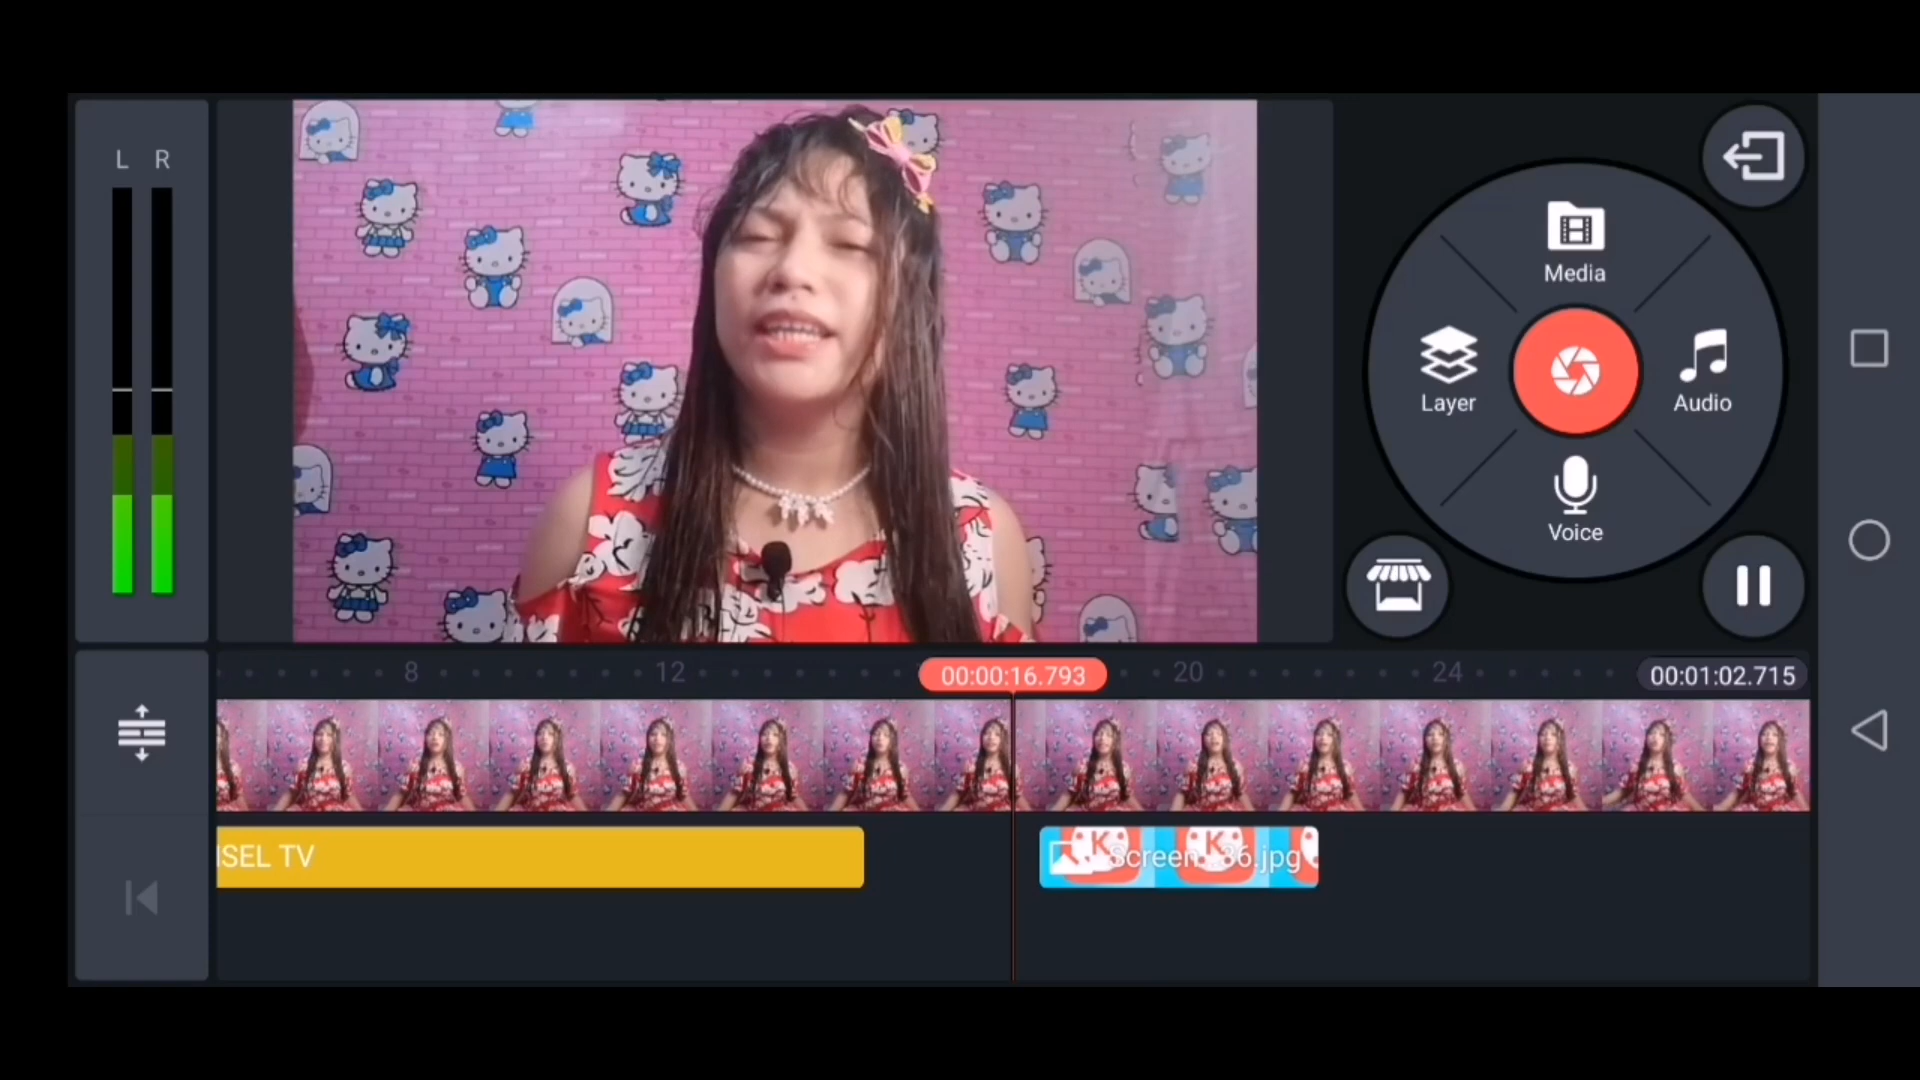 L R
Media
Layer
Audio
Voice
8
12
00:00:16.793
20
24
00:01:02.715
SEL TV
K
K
Screen...36.jpg